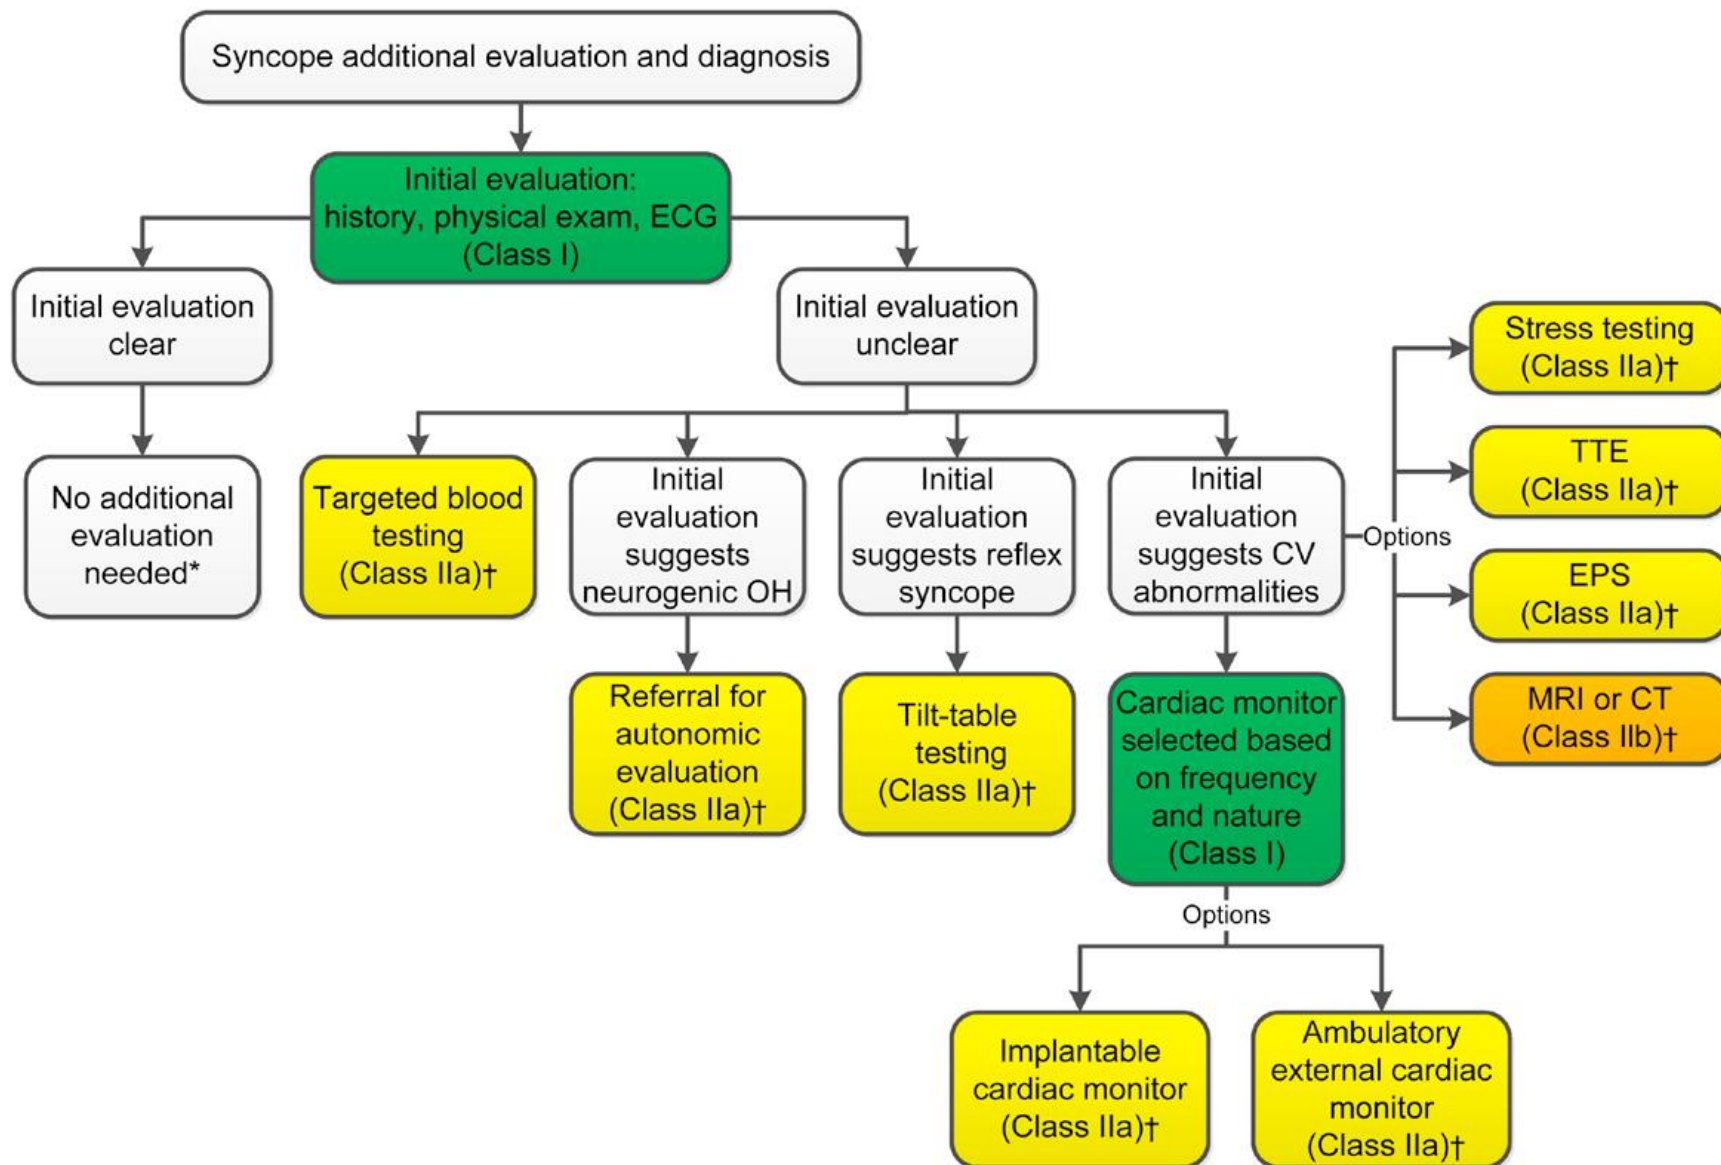 Syncope additional evaluation and diagnosis
Initial evaluation:
history, physical exam, ECG
(Class I)
Initial evaluation
clear
Initial evaluation
unclear
No additional
evaluation
needed*
Targeted blood
testing
(Class IIa)†
Initial
evaluation
suggests
neurogenic OH
Initial
evaluation
suggests reflex
syncope
Initial
evaluation
suggests CV
abnormalities
Options
Stress testing
(Class IIa)†
TTE
(Class IIa)†
EPS
(Class IIa)†
MRI or CT
(Class IIb)†
Referral for
autonomic
evaluation
(Class IIa)†
Tilt-table
testing
(Class IIa)†
Cardiac monitor
selected based
on frequency
and nature
(Class I)
Options
Implantable
cardiac monitor
(Class IIa)†
Ambulatory
external cardiac
monitor
(Class IIa)†